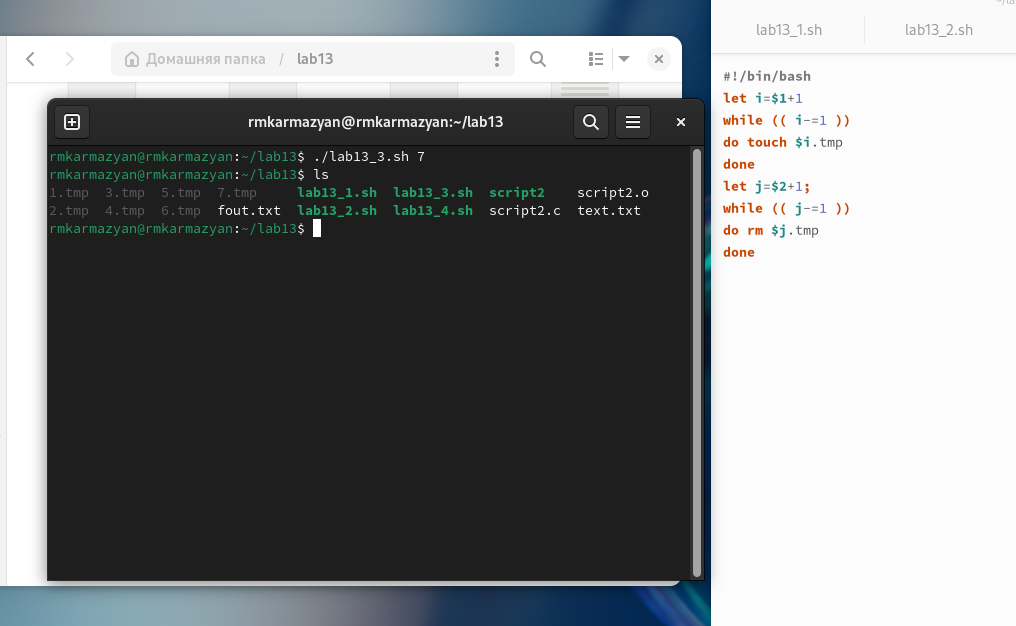 Домашняя папка / lab13
rmkarmazyan@rmkarmazyan:~/lab13
rmkarmazyan@rmkarmazyan:~/lab13$ ./lab13_3.sh 7
rmkarmazyan@rmkarmazyan:~/lab13$ ls
1.tmp 3.tmp 5.tmp 7.tmp lab13_1.sh lab13_3.sh script2 script2.o
2.tmp 4.tmp 6.tmp fout.txt lab13_2.sh lab13_4.sh script2.c text.txt
rmkarmazyan@rmkarmazyan:~/lab13$
lab13_1.sh lab13_2.sh
#!/bin/bash
let i=$1+1
while (( i-=1 ))
do touch $i.tmp
done
let j=$2+1;
while (( j-=1 ))
do rm $j.tmp
done